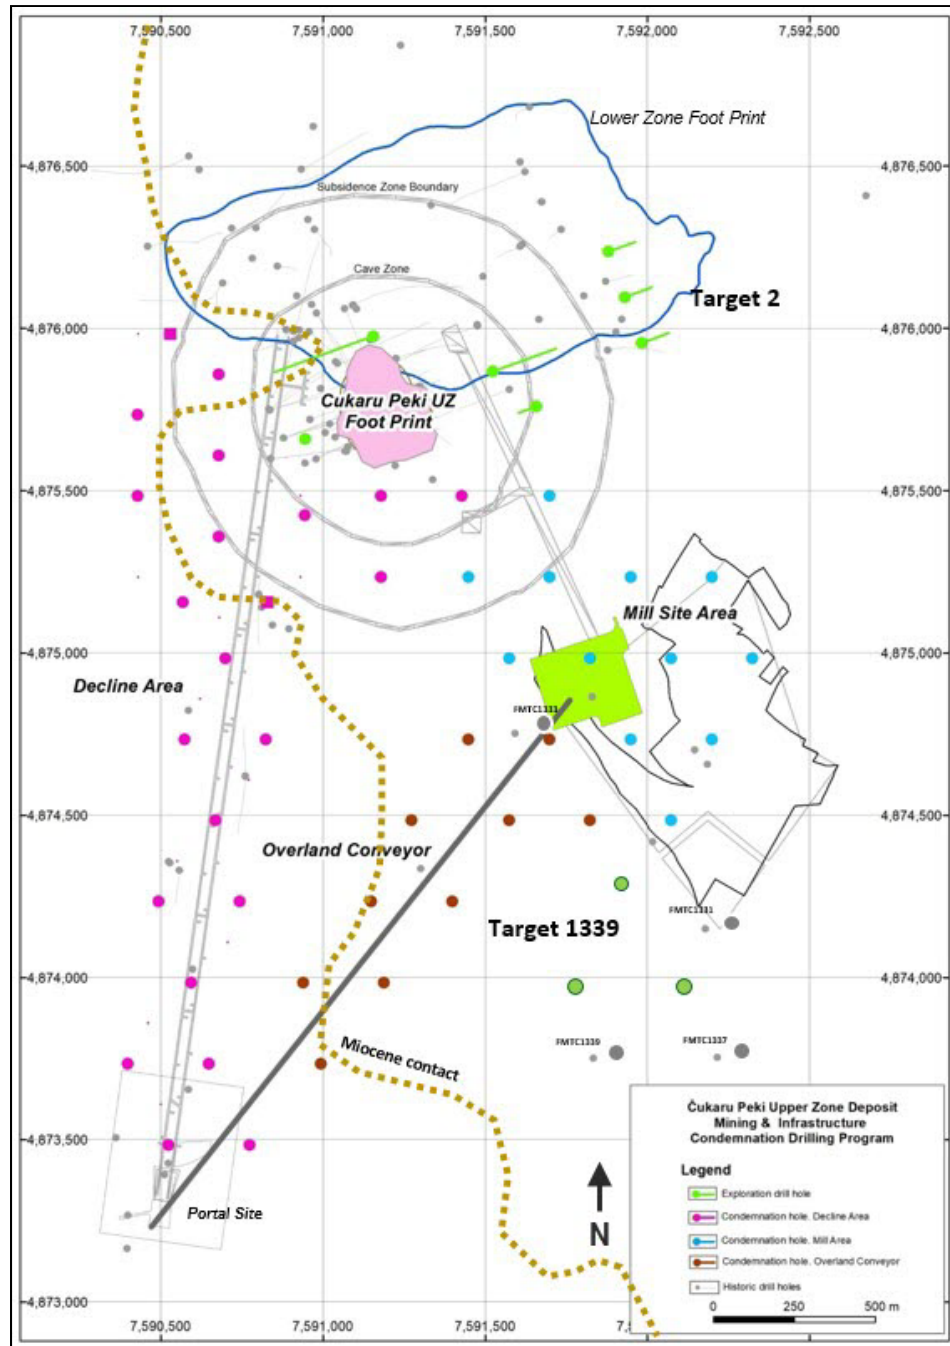 7,590,500 7,591,000 7,591,500 7,592,000 7,592,500
Lower Zone Foot Print
4,876,500 4,876,500
Subsidence Zone Boundary
Cave Zone
Target 2
4,876,000 4,876,000
Cukaru Peki UZ
Foot Print
4,875,500 4,875,500
Mill Site Area
4,875,000 4,875,000
Decline Area
FMTC1333
4,874,500 4,874,500
Overland Conveyor
FMTC1331
Target 1339
4,874,000 4,874,000
FMTC1339 FMTC1337
Miocene contact
Čukaru Peki Upper Zone Deposit
Mining & Infrastructure
Condemnation Drilling Program
4,873,500
Legend
Exploration drill hole
Portal Site
Condemnation hole. Decline Area
N
Condemnation hole. Mill Area
Condemnation hole. Overland Conveyor
Historic drill holes
4,873,000
0 250 500 m
7,590,500 7,591,000 7,591,500